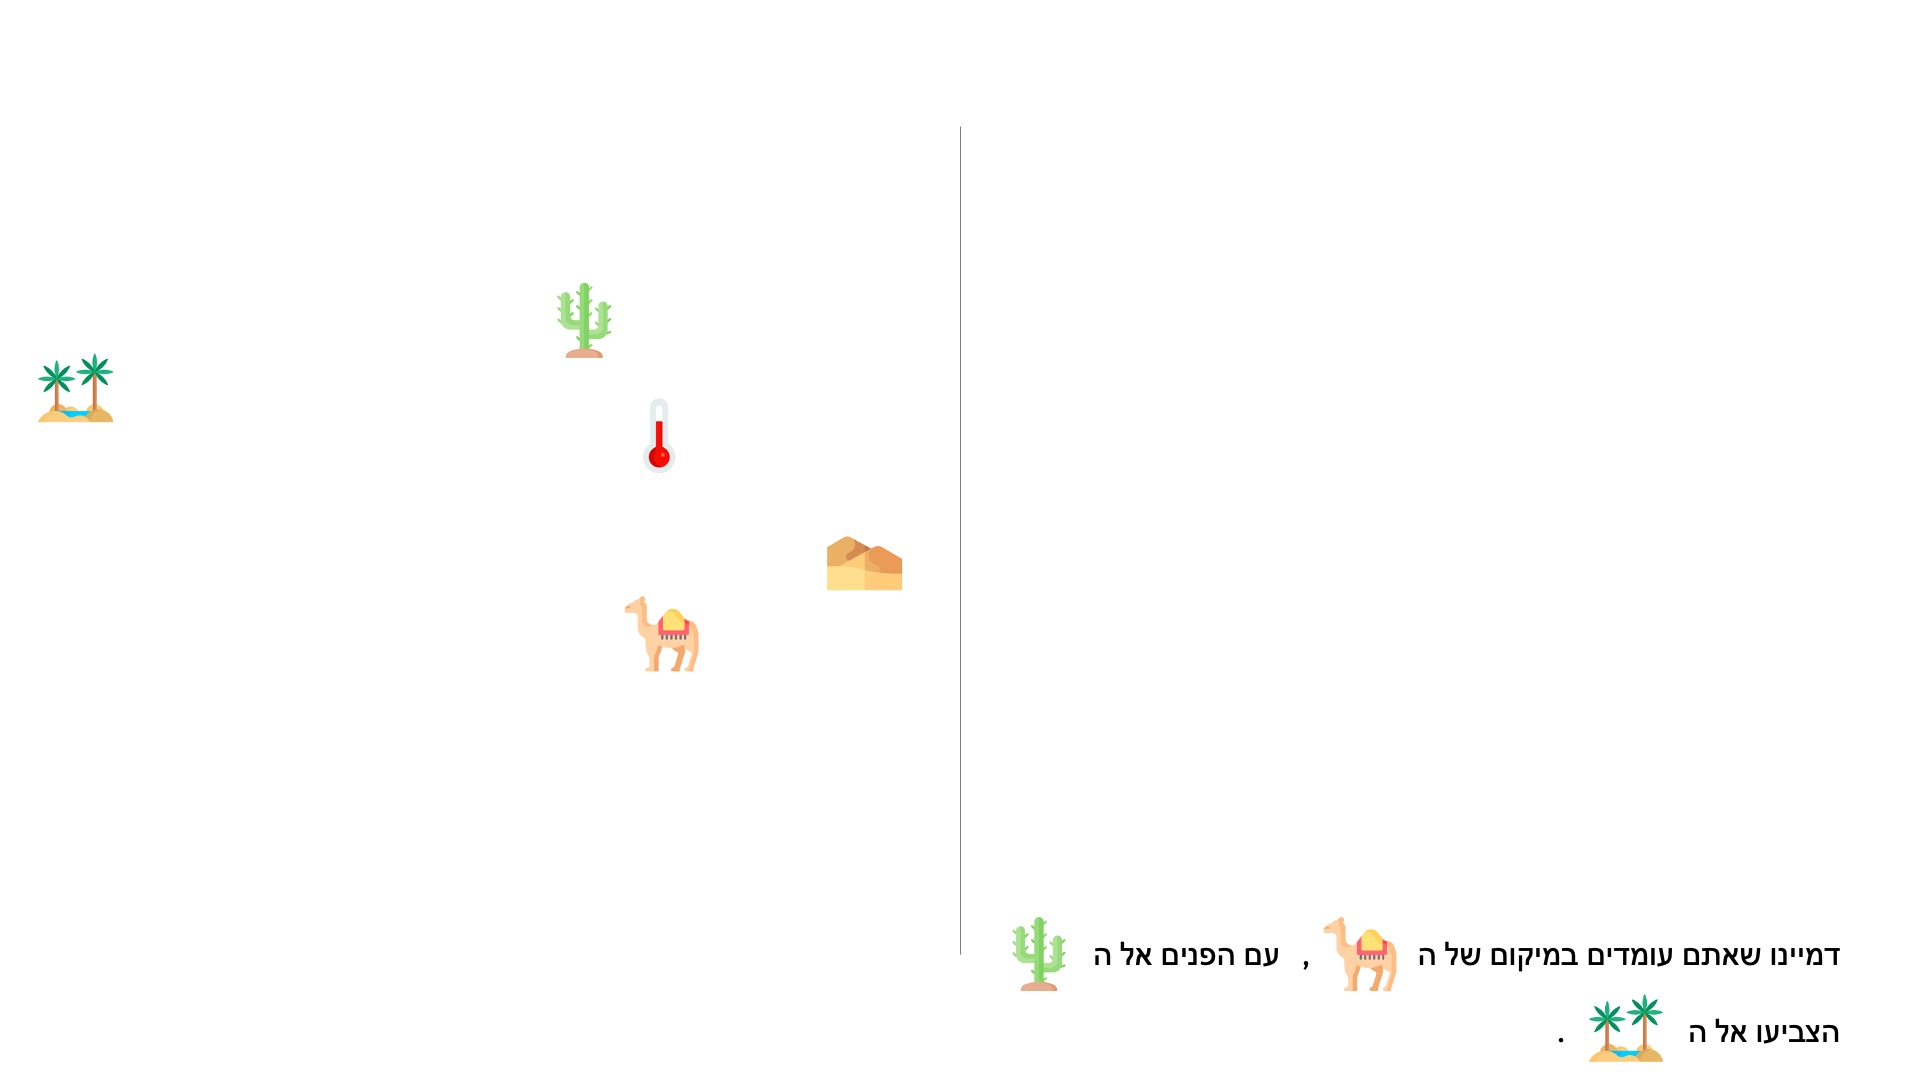 דמיינו שאתם עומדים במיקום של ה , עם הפנים אל ה
הצביעו אל ה .